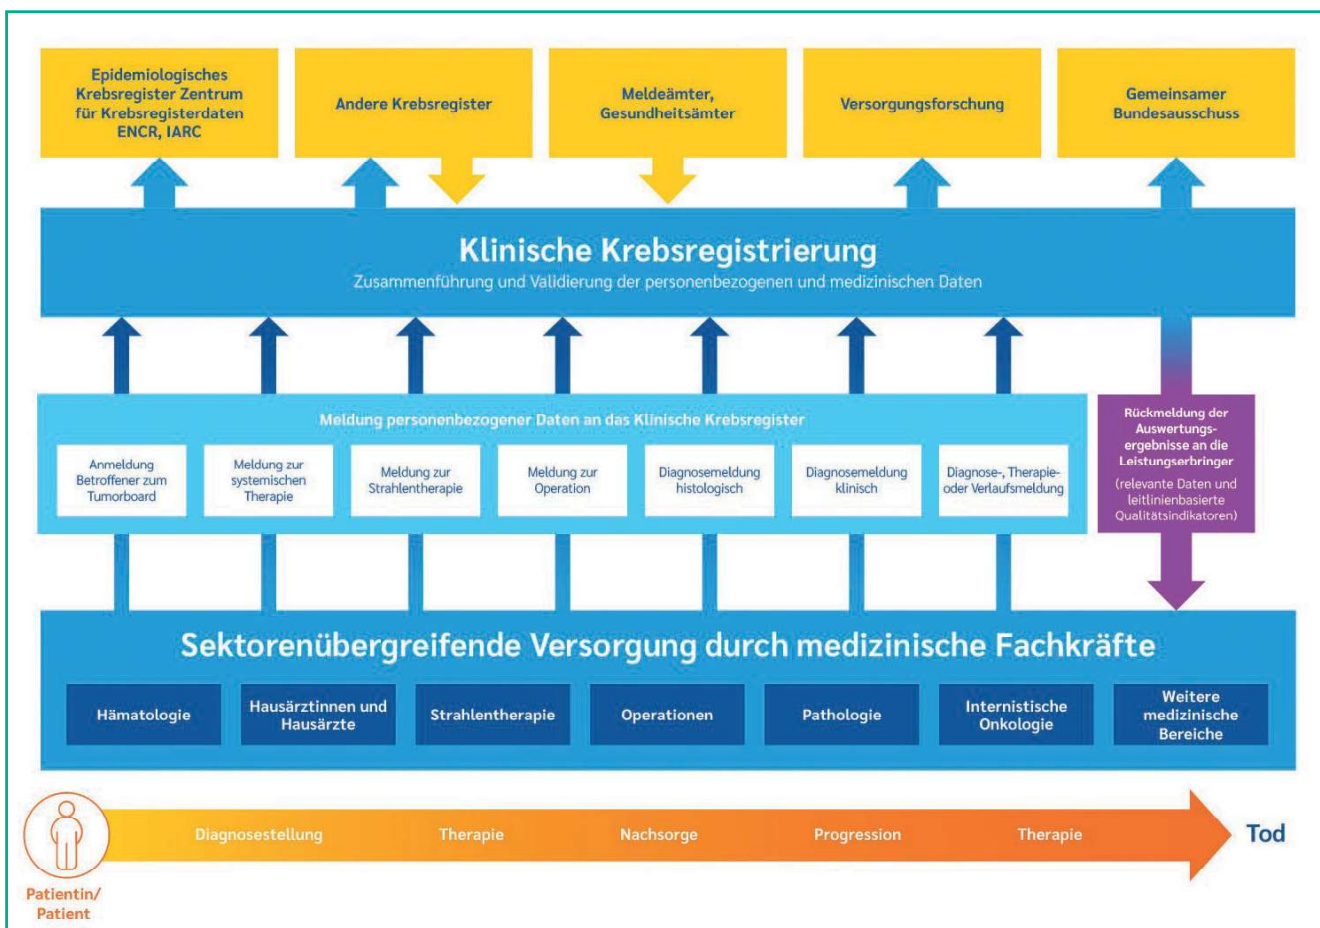 Epidemiologisches
Krebsregister Zentrum
für Krebsregisterdaten
ENCR, IARC
Andere Krebsregister
Meldeämter,
Gesundheitsämter
Versorgungsforschung
Gemeinsamer
Bundesausschuss
Klinische Krebsregistrierung
Zusammenführung und Validierung der personenbezogenen und medizinischen Daten
Meldung personenbezogener Daten an das Klinische Krebsregister
Anmeldung
Betroffener zum
Tumorboard
Meldung zur
systemischen
Therapie
Meldung zur
Strahlentherapie
Meldung zur
Operation
Diagnosemeldung
histologisch
Diagnosemeldung
klinisch
Diagnose-, Therapie-
oder Verlaufsmeldung
Rückmeldung der
Auswertungs-
ergebnisse an die
Leistungserbringer
(relevante Daten und
leitlinienbasierte
Qualitätsindikatoren)
Sektorenübergreifende Versorgung durch medizinische Fachkräfte
Hämatologie
Hausärztinnen und
Hausärzte
Strahlentherapie
Operationen
Pathologie
Internistische
Onkologie
Weitere
medizinische
Bereiche
Diagnosestellung
Therapie
Nachsorge
Progression
Therapie
Tod
Patientin/
Patient